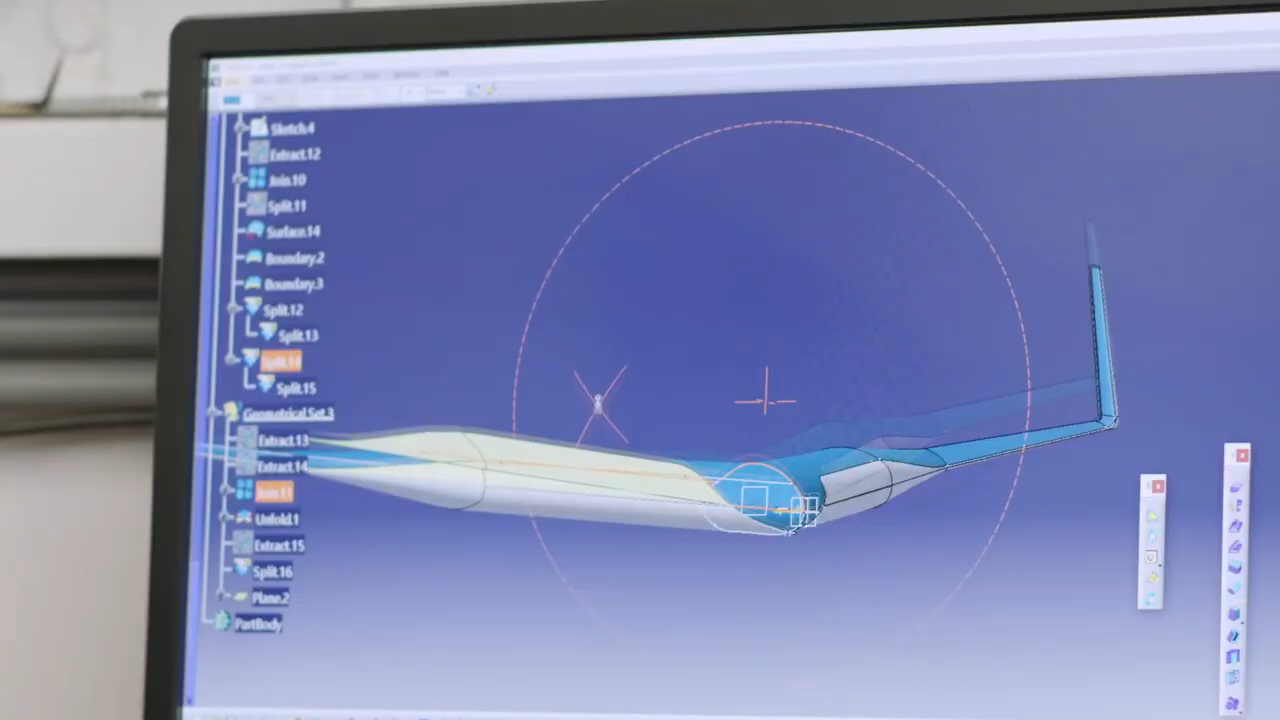 Sketch.4
Extract.12
Join.10
Split.11
Surface.14
Boundary.2
Boundary.3
Split.12
Split.13
Split.14
Split.15
Geometrical Set.3
Extract.13
Extract.14
Join.11
Unfold.1
Extract.15
Split.16
Plane.2
PartBody